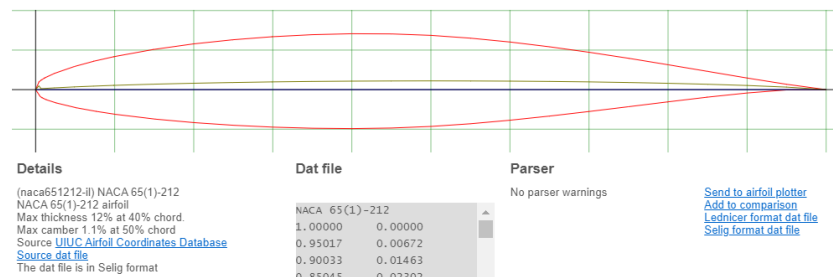 Details
(naca651212-il) NACA 65(1)-212
NACA 65(1)-212 airfoil
Max thickness 12% at 40% chord.
Max camber 1.1% at 50% chord
Source UIUC Airfoil Coordinates Database
Source dat file
The dat file is in Selig format
Dat file
NACA 65(1)-212
1.00000 0.00000
0.95017 0.00672
0.90033 0.01463
0.85045 0.02302
Parser
No parser warnings
Send to airfoil plotter
Add to comparison
Lednicer format dat file
Selig format dat file